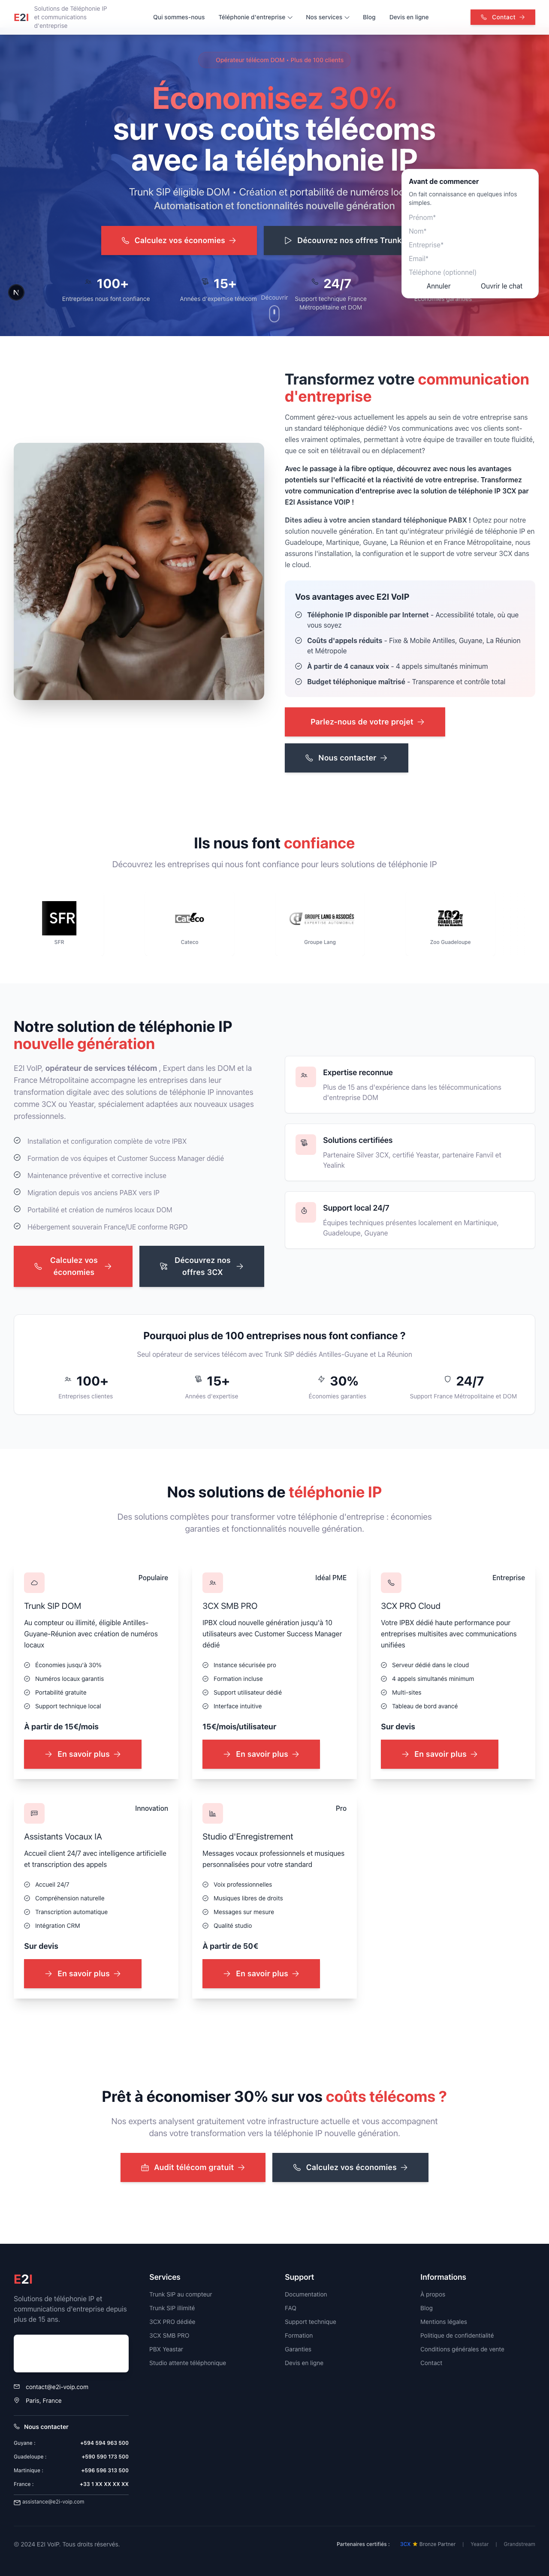 E2I
Solutions de Téléphonie IP
et communications
d'entreprise
Qui sommes-nous
Téléphonie d'entreprise
Nos services
Blog
Devis en ligne
Contact
Opérateur télécom DOM • Plus de 100 clients
Économisez 30%
sur vos coûts télécoms
avec la téléphonie IP
Trunk SIP éligible DOM • Création et portabilité de numéros
Automatisation et fonctionnalités nouvelle génération
Calculez vos économies
Découvrez nos offres Trunk
Avant de commencer
On fait connaissance en quelques infos
simples.
Prénom*
Nom*
Entreprise*
Email*
Téléphone (optionnel)
Annuler
Ouvrir le chat
100+
Entreprises nous font confiance
15+
Années d'expertise télécom
Découvrir
24/7
Support technique France
Métropolitaine et DOM
Économies garanties
N
Transformez votre communication
d'entreprise
Comment gérez-vous actuellement les appels au sein de votre entreprise sans
un standard téléphonique dédié? Vos communications avec vos clients sont-
elles vraiment optimales, permettant à votre équipe de travailler en toute fluidité,
que ce soit en télétravail ou en déplacement?
Avec le passage à la fibre optique, découvrez avec nous les avantages
potentiels sur l'efficacité et la réactivité de votre entreprise. Transformez
votre communication d'entreprise avec la solution de téléphonie IP 3CX par
E2I Assistance VOIP !
Dites adieu à votre ancien standard téléphonique PABX ! Optez pour notre
solution nouvelle génération. En tant qu'intégrateur privilégié de téléphonie IP en
Guadeloupe, Martinique, Guyane, La Réunion et en France Métropolitaine, nous
assurons l'installation, la configuration et le support de votre serveur 3CX dans
le cloud.
Vos avantages avec E2I VoIP
Téléphonie IP disponible par Internet - Accessibilité totale, où que
vous soyez
Coûts d'appels réduits - Fixe & Mobile Antilles, Guyane, La Réunion
et Métropole
À partir de 4 canaux voix - 4 appels simultanés minimum
Budget téléphonique maîtrisé - Transparence et contrôle total
Parlez-nous de votre projet
Nous contacter
Ils nous font confiance
Découvrez les entreprises qui nous font confiance pour leurs solutions de téléphonie IP
SFR
Catéco
GROUPE LANG & ASSOCIÉS
EXPERTISE AUTOMOBILE
ZOO
GUADELOUPE
SFR
Cateco
Groupe Lang
Zoo Guadeloupe
Notre solution de téléphonie IP
nouvelle génération
E2I VoIP, opérateur de services télécom , Expert dans les DOM et la
France Métropolitaine accompagne les entreprises dans leur
transformation digitale avec des solutions de téléphonie IP innovantes
comme 3CX ou Yeastar, spécialement adaptées aux nouveaux usages
professionnels.
Installation et configuration complète de votre IPBX
Formation de vos équipes et Customer Success Manager dédié
Maintenance préventive et corrective incluse
Migration depuis vos anciens PABX vers IP
Portabilité et création de numéros locaux DOM
Hébergement souverain France/UE conforme RGPD
Calculez vos
économies
Découvrez nos
offres 3CX
Expertise reconnue
Plus de 15 ans d'expérience dans les télécommunications
d'entreprise DOM
Solutions certifiées
Partenaire Silver 3CX, certifié Yeastar, partenaire Fanvil et
Yealink
Support local 24/7
Équipes techniques présentes localement en Martinique,
Guadeloupe, Guyane
Pourquoi plus de 100 entreprises nous font confiance ?
Seul opérateur de services télécom avec Trunk SIP dédiés Antilles-Guyane et La Réunion
100+
Entreprises clientes
15+
Années d'expertise
30%
Économies garanties
24/7
Support France Métropolitaine et DOM
Nos solutions de téléphonie IP
Des solutions complètes pour transformer votre téléphonie d'entreprise : économies
garanties et fonctionnalités nouvelle génération.
Populaire
Trunk SIP DOM
Au compteur ou illimité, éligible Antilles-
Guyane-Réunion avec création de numéros
locaux
Économies jusqu'à 30%
Numéros locaux garantis
Portabilité gratuite
Support technique local
À partir de 15€/mois
En savoir plus
Idéal PME
3CX SMB PRO
IPBX cloud nouvelle génération jusqu'à 10
utilisateurs avec Customer Success Manager
dédié
Instance sécurisée pro
Formation incluse
Support utilisateur dédié
Interface intuitive
15€/mois/utilisateur
En savoir plus
Entreprise
3CX PRO Cloud
Votre IPBX dédié haute performance pour
entreprises multisites avec communications
unifiées
Serveur dédié dans le cloud
4 appels simultanés minimum
Multi-sites
Tableau de bord avancé
Sur devis
En savoir plus
Innovation
Assistants Vocaux IA
Accueil client 24/7 avec intelligence artificielle
et transcription des appels
Accueil 24/7
Compréhension naturelle
Transcription automatique
Intégration CRM
Sur devis
En savoir plus
Pro
Studio d'Enregistrement
Messages vocaux professionnels et musiques
personnalisées pour votre standard
Voix professionnelles
Musiques libres de droits
Messages sur mesure
Qualité studio
À partir de 50€
En savoir plus
Prêt à économiser 30% sur vos coûts télécoms ?
Nos experts analysent gratuitement votre infrastructure actuelle et vous accompagnent
dans votre transformation vers la téléphonie IP nouvelle génération.
Audit télécom gratuit
Calculez vos économies
E2I
Solutions de téléphonie IP et
communications d'entreprise depuis
plus de 15 ans.
contact@e2i-voip.com
Paris, France
Nous contacter
Guyane : +594 594 963 500
Guadeloupe : +590 590 173 500
Martinique : +596 596 313 500
France : +33 1 XX XX XX XX
assistance@e2i-voip.com
Services
Trunk SIP au compteur
Trunk SIP illimité
3CX PRO dédiée
3CX SMB PRO
PBX Yeastar
Studio attente téléphonique
Support
Documentation
FAQ
Support technique
Formation
Garanties
Devis en ligne
Informations
À propos
Blog
Mentions légales
Politique de confidentialité
Conditions générales de vente
Contact
© 2024 E2I VoIP. Tous droits réservés.
Partenaires certifiés : 3CX ⭐ Bronze Partner | Yeastar | Grandstream